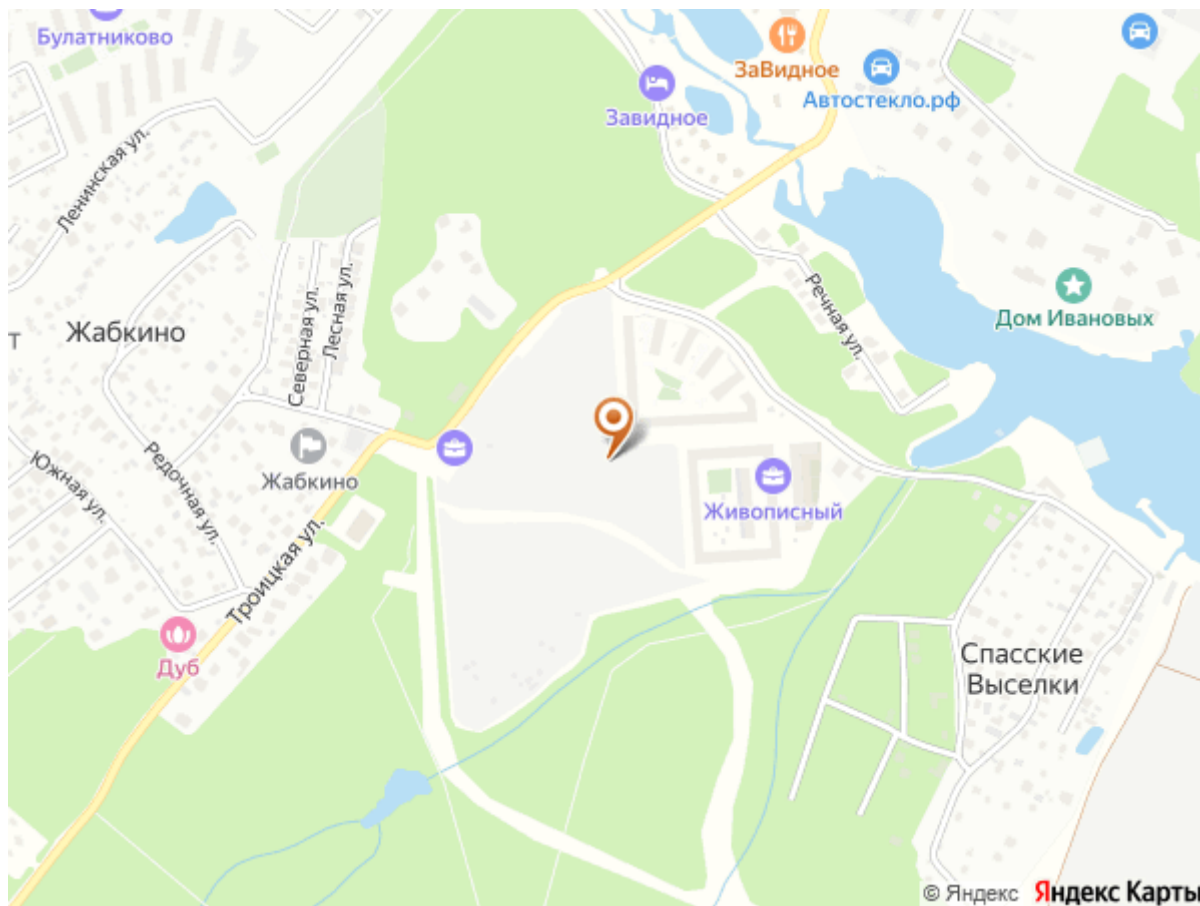 Булатниково
ЗаВидное
Автостекло.рф
Завидное
Ленинская ул.
Дом Ивановых
Речная ул.
Жабкино
т
Северная ул.
Лесная ул.
Жабкино
Южная ул.
Редочная ул.
Живописный
Троицкая ул.
Дуб
Спасские
Выселки
© Яндекс Яндекс Карты